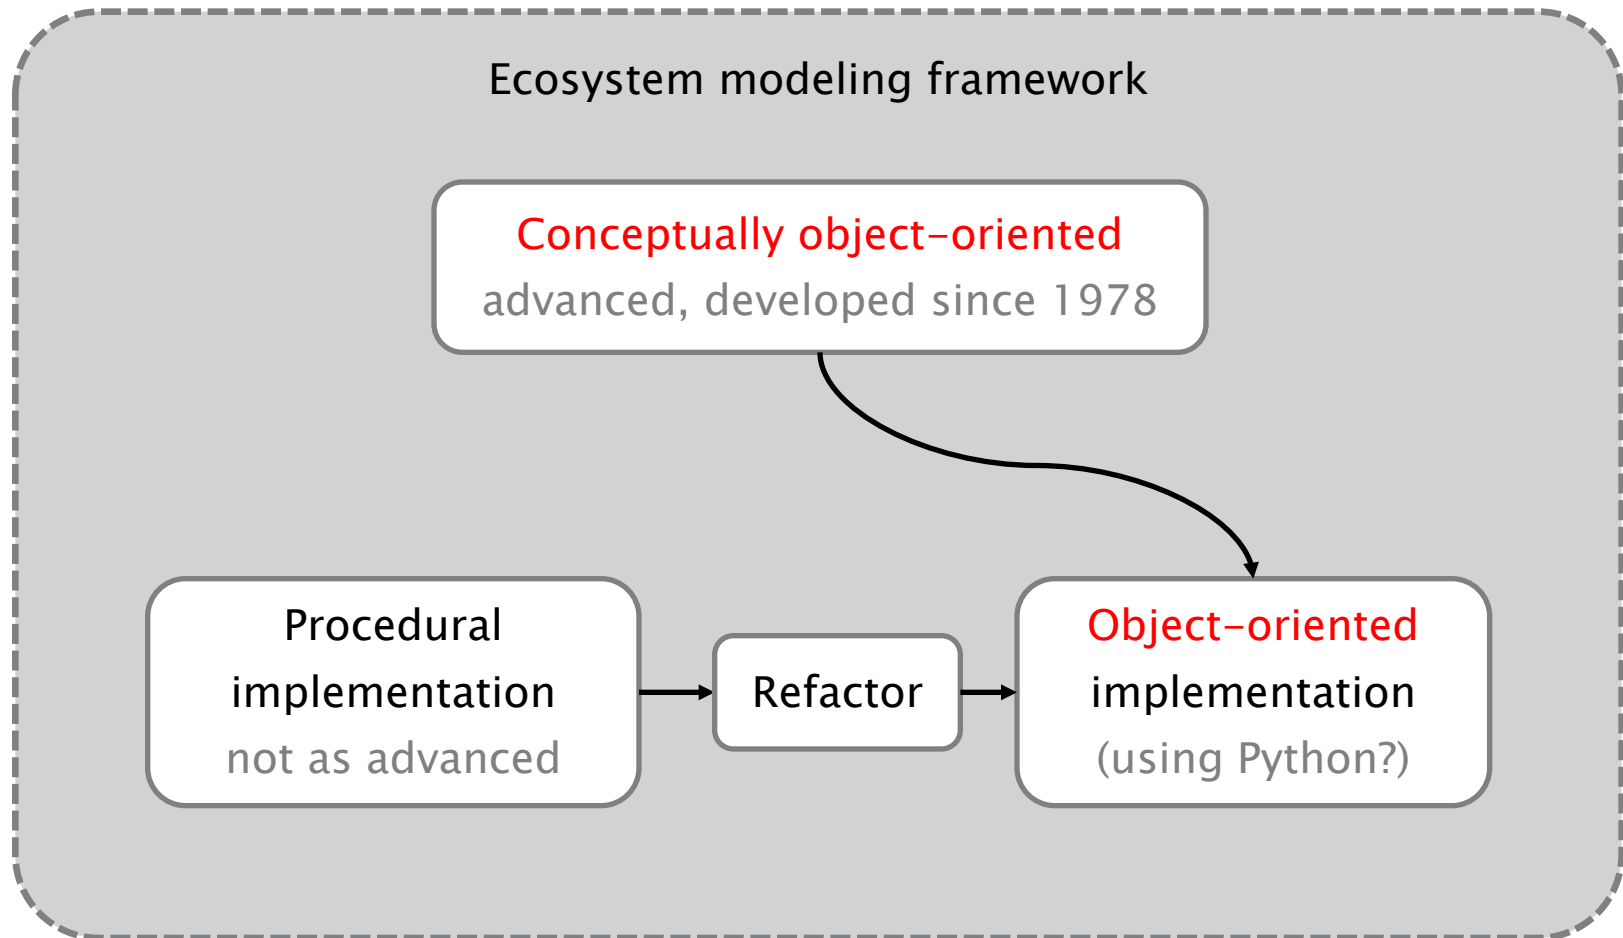 Ecosystem modeling framework
Conceptually object-oriented
advanced, developed since 1978
Procedural
implementation
not as advanced
Refactor
Object-oriented
implementation
(using Python?)